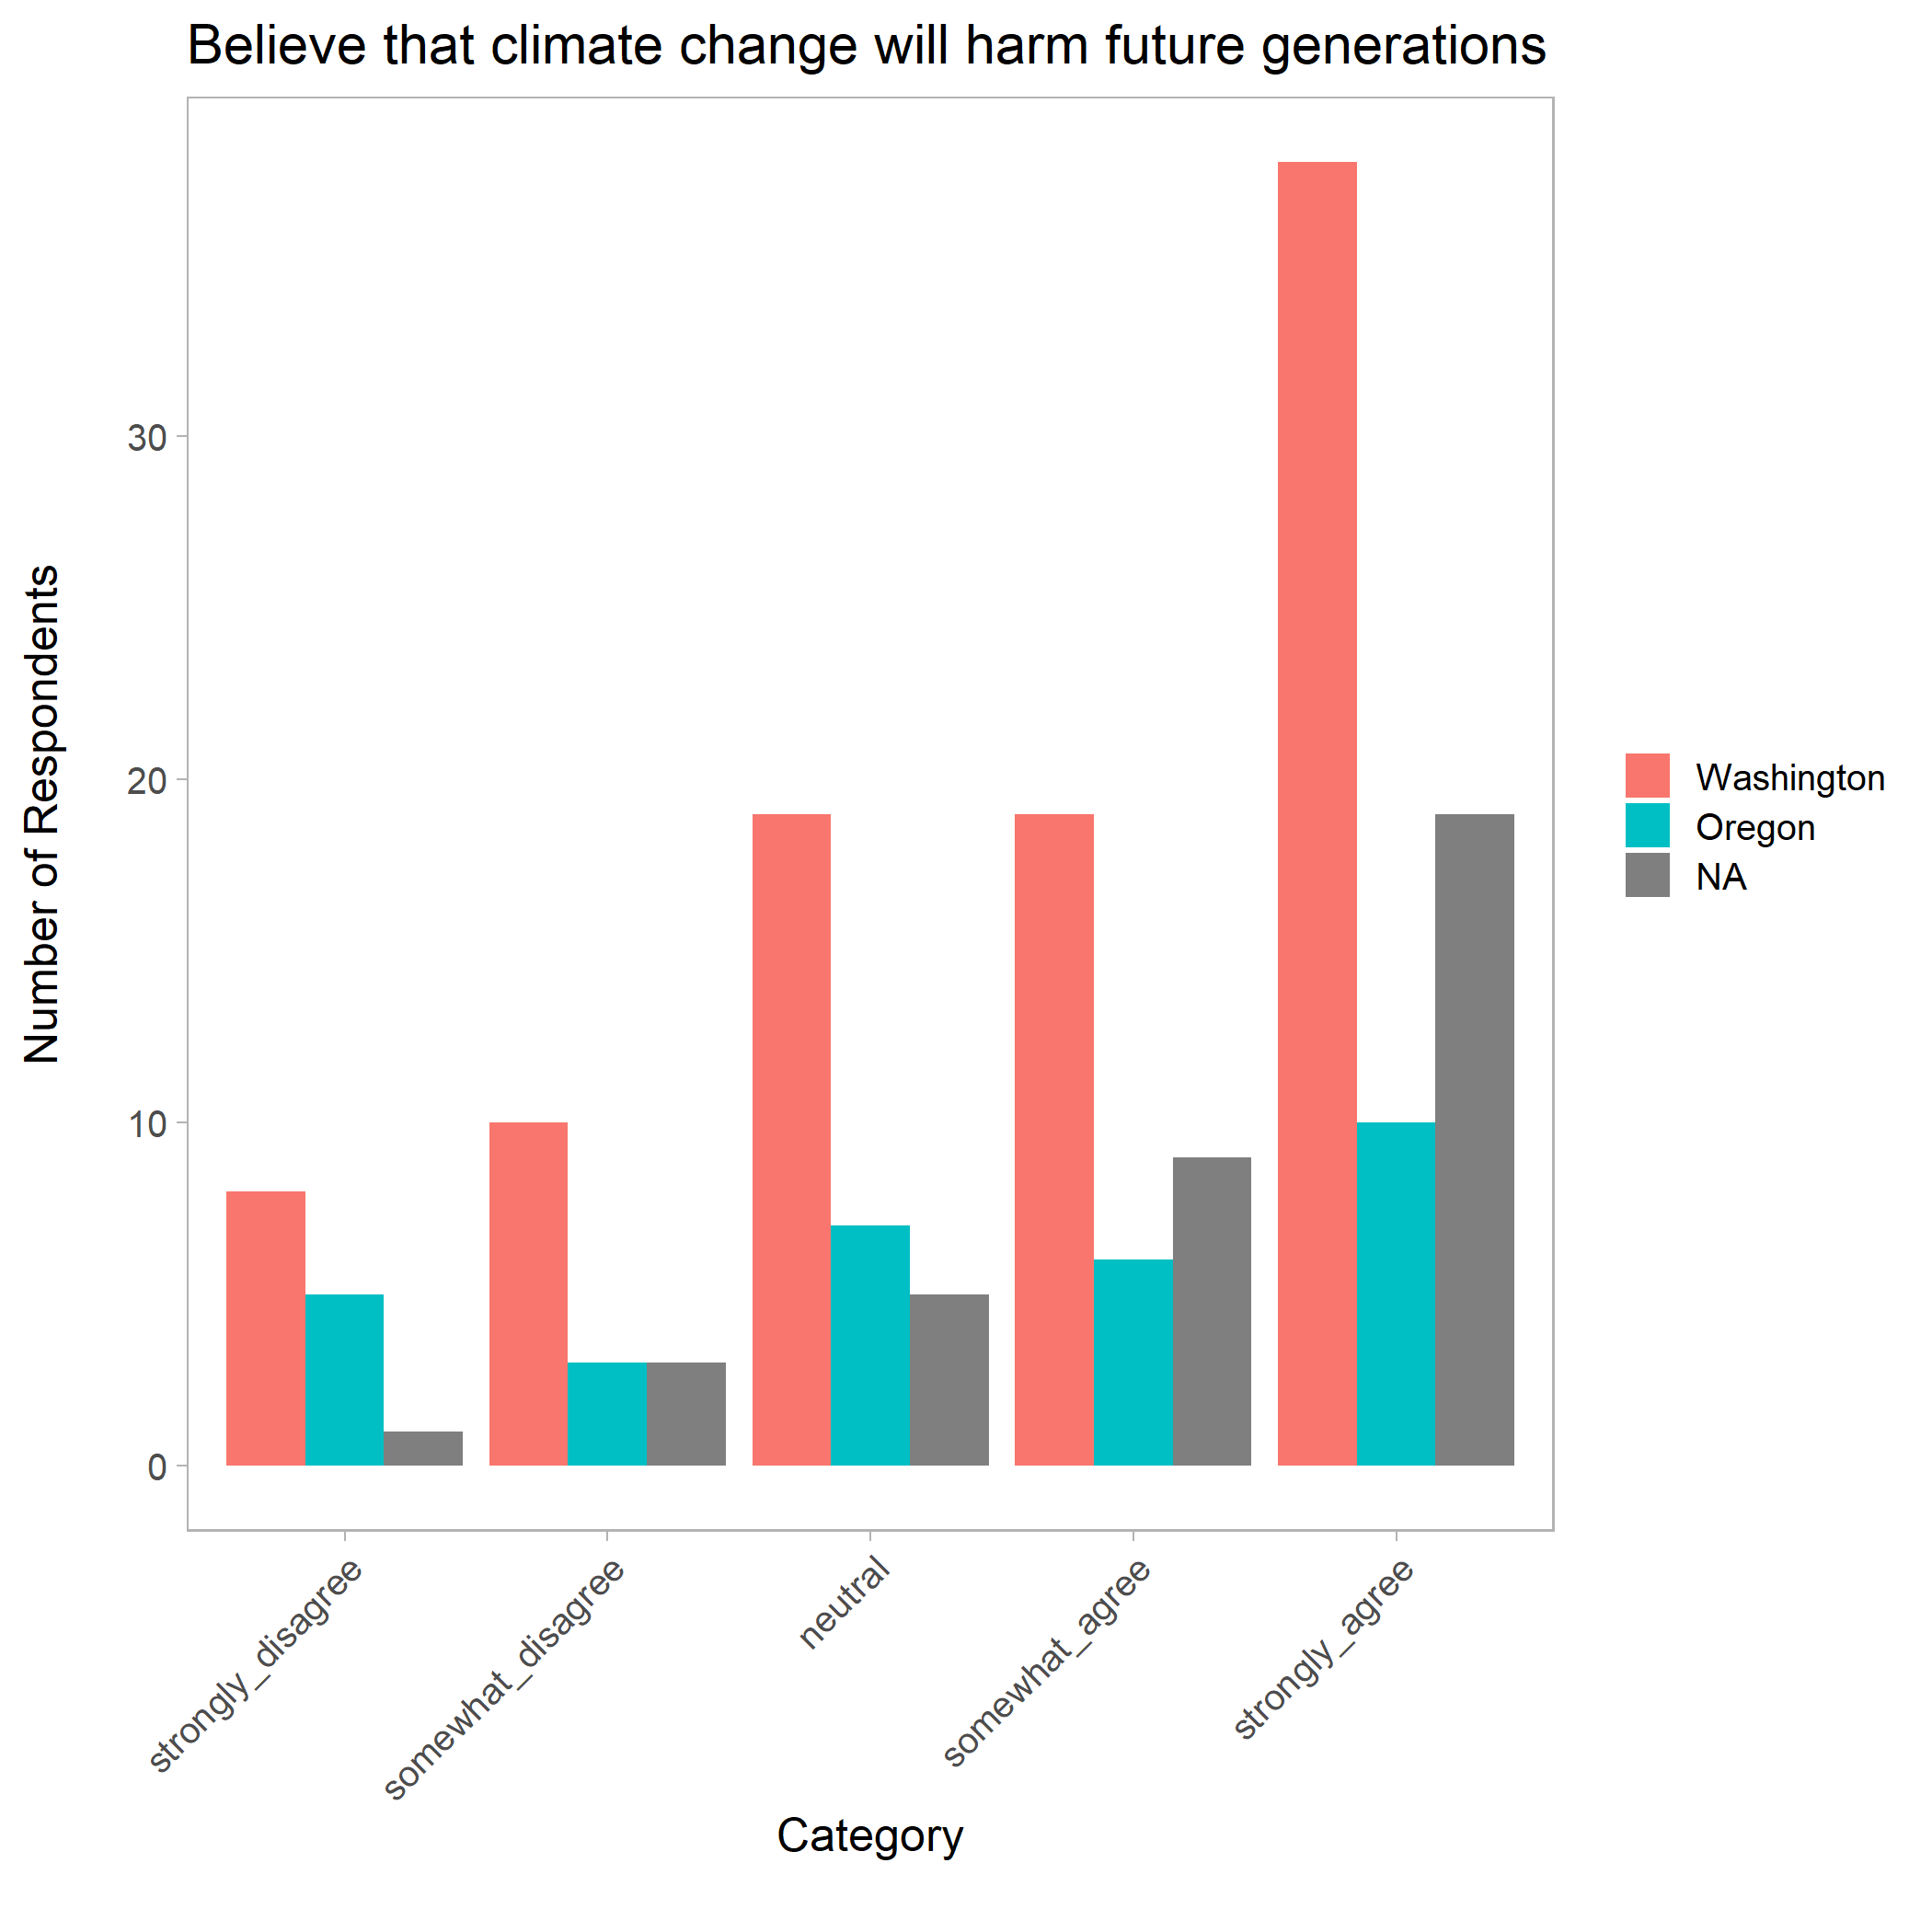 Believe that climate change will harm future generations
Number of Respondents
30
20
10
0
strongly_disagree
somewhat_disagree
neutral
somewhat_agree
strongly_agree
Category
Washington
Oregon
NA